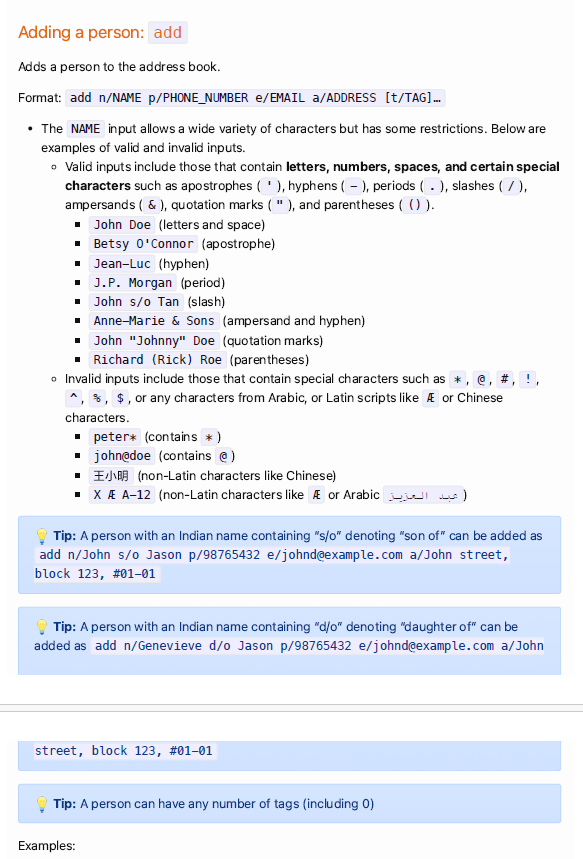 Adding a person: add
Adds a person to the address book.
Format: add n/NAME p/PHONE_NUMBER e/EMAIL a/ADDRESS [t/TAG]…
• The NAME input allows a wide variety of characters but has some restrictions. Below are
examples of valid and invalid inputs.
◦ Valid inputs include those that contain letters, numbers, spaces, and certain special
characters such as apostrophes ( ' ), hyphens ( - ), periods ( . ), slashes ( / ),
ampersands ( & ), quotation marks ( " ), and parentheses ( () ).
▪ John Doe (letters and space)
▪ Betsy O'Connor (apostrophe)
▪ Jean-Luc (hyphen)
▪ J.P. Morgan (period)
▪ John s/o Tan (slash)
▪ Anne-Marie & Sons (ampersand and hyphen)
▪ John "Johnny" Doe (quotation marks)
▪ Richard (Rick) Roe (parentheses)
◦ Invalid inputs include those that contain special characters such as * , @ , # , ! ,
^ , % , $ , or any characters from Arabic, or Latin scripts like Æ or Chinese
characters.
▪ peter* (contains * )
▪ john@doe (contains @ )
▪ 王小明 (non-Latin characters like Chinese)
▪ X Æ A-12 (non-Latin characters like Æ or Arabic عبد العزيز )
💡 Tip: A person with an Indian name containing “s/o” denoting “son of” can be added as
add n/John s/o Jason p/98765432 e/johnd@example.com a/John street,
block 123, #01-01
💡 Tip: A person with an Indian name containing “d/o” denoting “daughter of” can be
added as add n/Genevieve d/o Jason p/98765432 e/johnd@example.com a/John
street, block 123, #01-01
💡 Tip: A person can have any number of tags (including 0)
Examples: